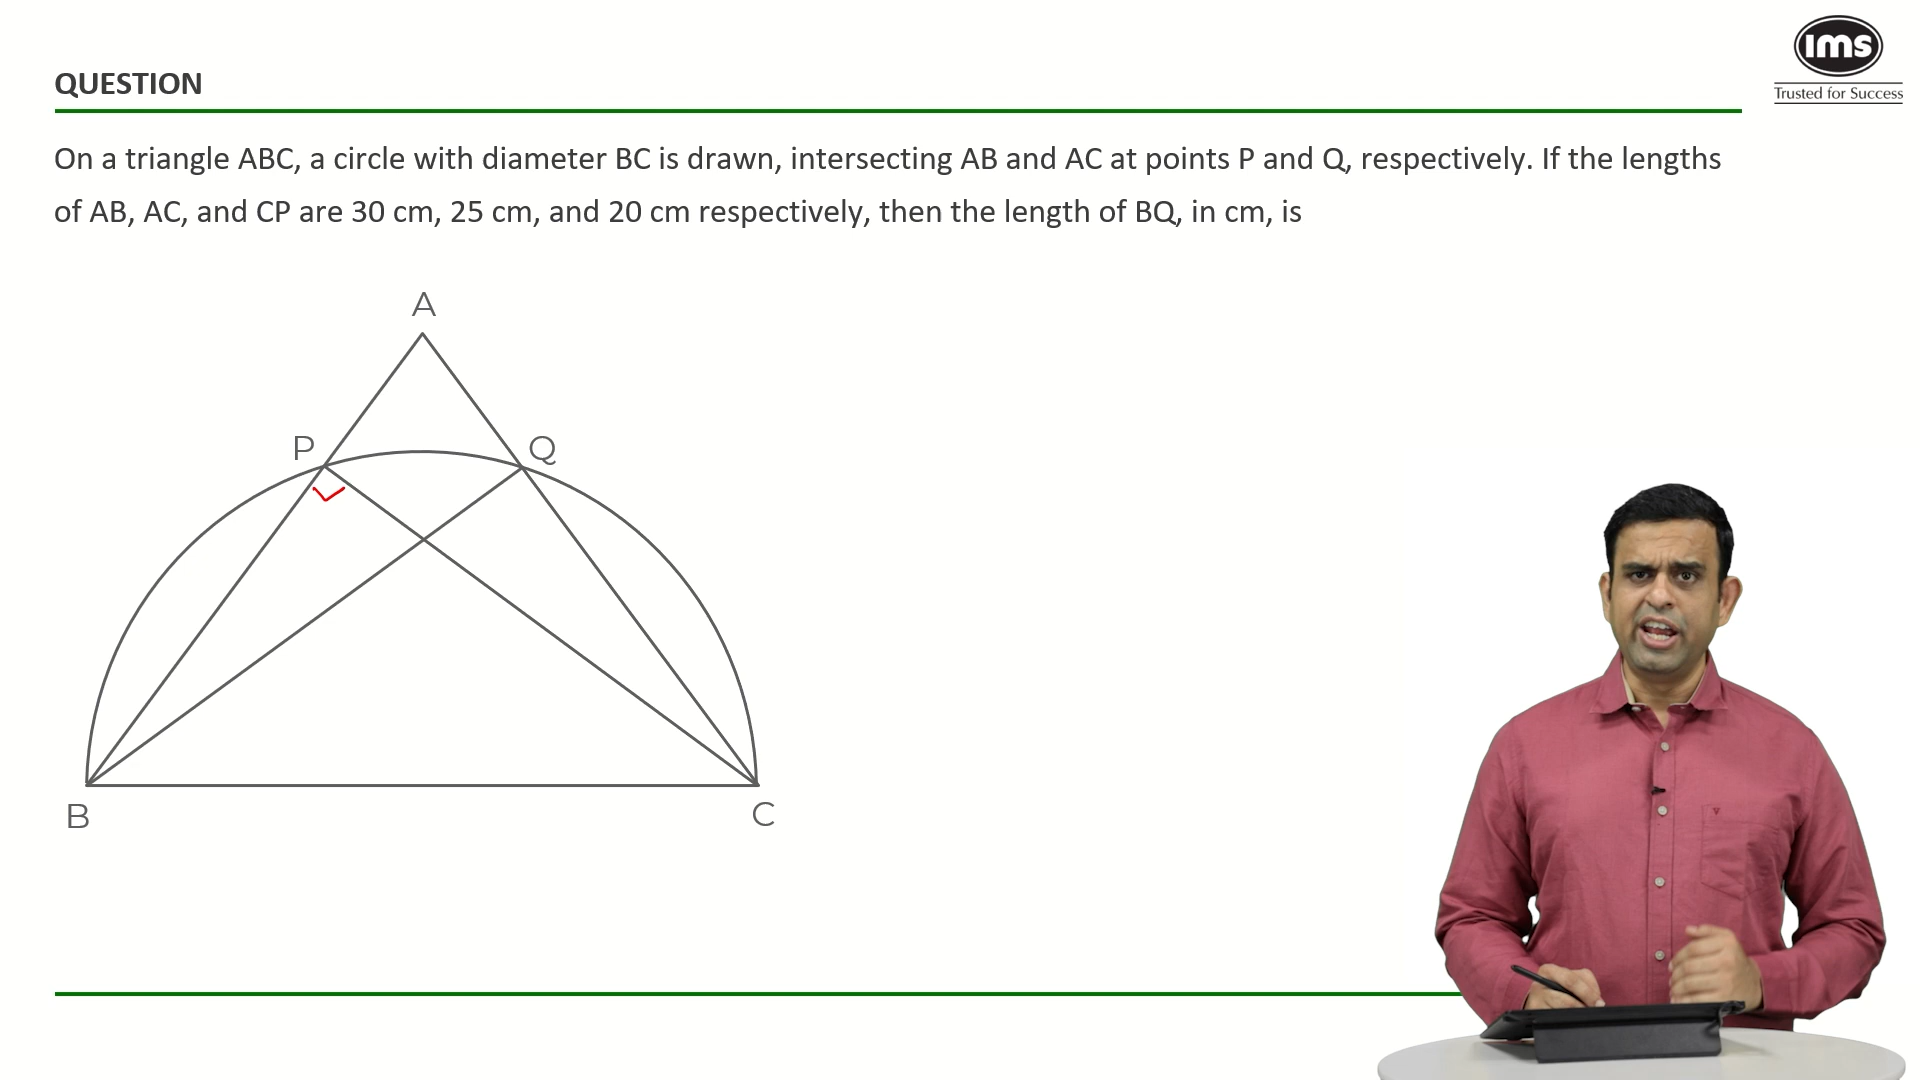 ims
Trusted for Success
QUESTION
On a triangle ABC, a circle with diameter BC is drawn, intersecting AB and AC at points P and Q, respectively. If the lengths
of AB, AC, and CP are 30 cm, 25 cm, and 20 cm respectively, then the length of BQ, in cm, is
A
P
Q
B
C